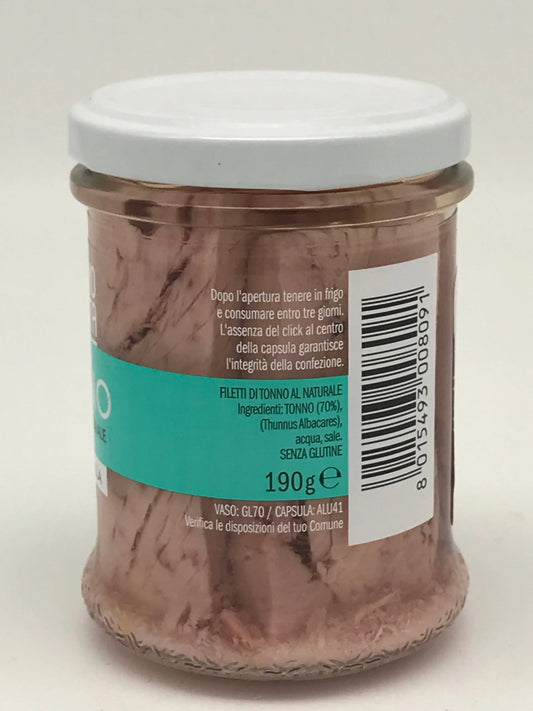 Dopo l'apertura tenere in frigo
e consumare entro tre giorni.
L'assenza del click al centro
della capsula garantisce
l'integrità della confezione.
FILETTI DI TONNO AL NATURALE
Ingredienti: TONNO (70%),
(Thunnus Albacares),
acqua, sale.
SENZA GLUTINE
190g℮
VASO: GL70 / CAPSULA: ALU41
Verifica le disposizioni del tuo Comune
8 015493 008091